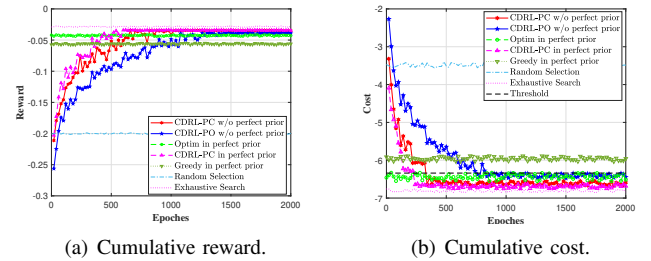 0
-0.05
-0.1
-0.15
-0.2
-0.25
-0.3
Reward
CDRL-PC w/o perfect prior
CDRL-PO w/o perfect prior
Optim in perfect prior
CDRL-PC in perfect prior
Greedy in perfect prior
Random Selection
Exhaustive Search
0 500 1000 1500 2000
Epoches
(a) Cumulative reward.
-2
-3
-4
-5
-6
-7
Cost
CDRL-PC w/o perfect prior
CDRL-PO w/o perfect prior
Optim in perfect prior
CDRL-PC in perfect prior
Greedy in perfect prior
Random Selection
Exhaustive Search
Threshold
0 500 1000 1500 2000
Epoches
(b) Cumulative cost.